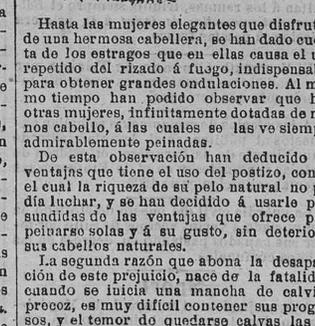 Hasta las mujeres elegantes que disfrut
de una hermosa cabellera, se han dado cue
ta de los estragos que en ellas causa el u
repetido del rizado á fuego, indispensab
para obtener grandes ondulaciones. Al m
mo tiempo han podido observar que h
otras mujeres, infinitamente dotadas de m
nos cabello, á las cuales se las ve siemp
admirablemente peinadas.
De esta observación han deducido
ventajas que tiene el uso del postizo, con
el cual la riqueza de su pelo natural no p
día luchar, y se han decidido á usarle p
suadidas de las ventajas que ofrece p
peinarse solas y á su gusto, sin deterio
sus cabellos naturales.
La segunda razón que abona la desapa
ción de este prejuicio, nace de la fatalid
cuando se inicia una mancha de calvi
precoz, es muy difícil contener sus prog
sos, y el temor de quedarse calvas las